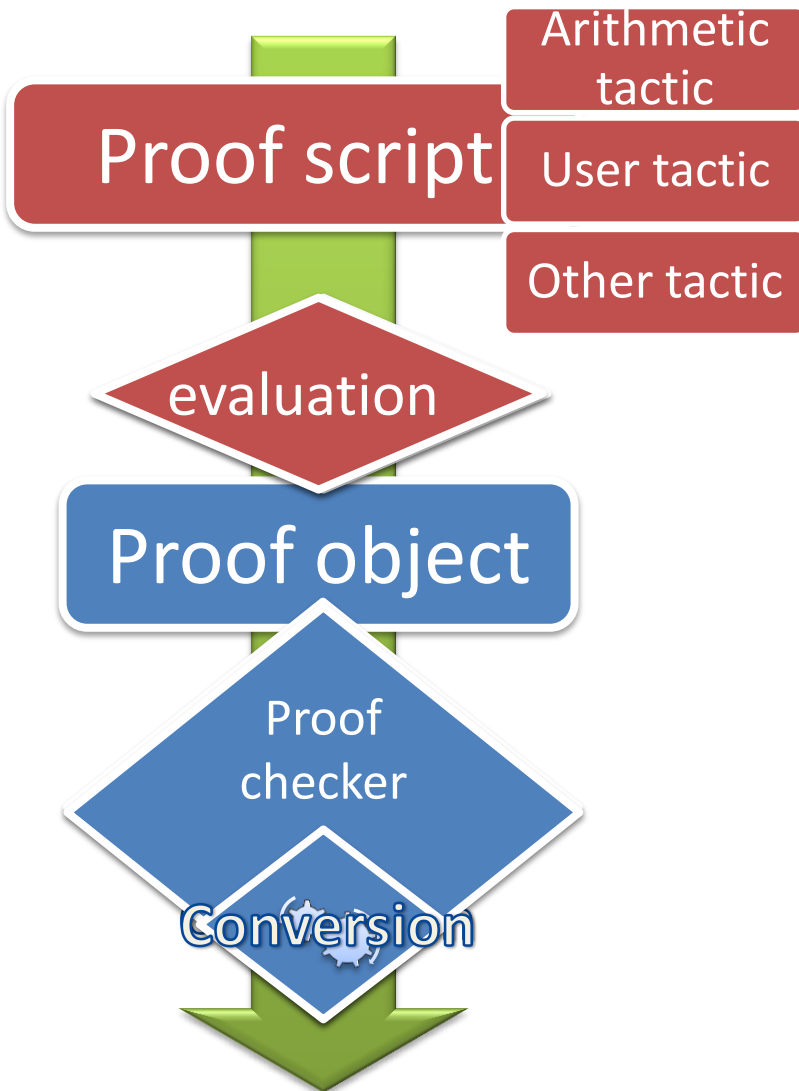 Arithmetic
tactic
Proof script
User tactic
Other tactic
evaluation
Proof object
Proof
checker
Conversion